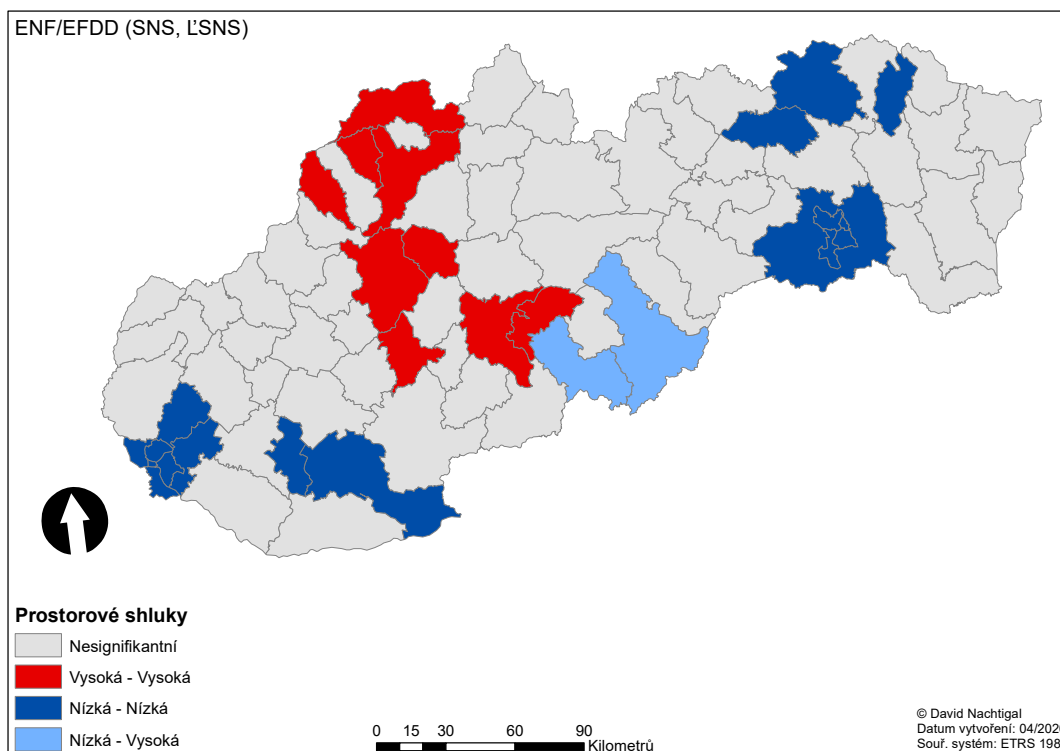 ENF/EFDD (SNS, ĽSNS)
Prostorové shluky
Nesignifikantní
Vysoká - Vysoká
Nízká - Nízká
Nízká - Vysoká
0 15 30 60 90
Kilometrů
© David Nachtigal
Datum vytvoření: 04/202
Souř. systém: ETRS 198